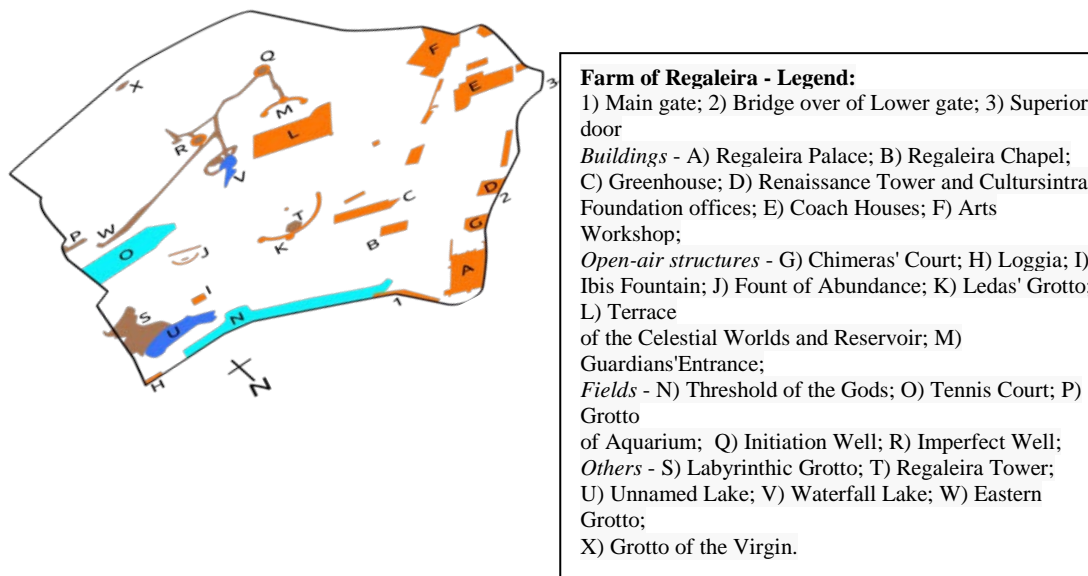 F
Q
X
E
3
M
L
R
V
D
C
2
T
G
P
W
K
B
J
O
A
I
1
S
N
U
H
N
Farm of Regaleira - Legend:
1) Main gate; 2) Bridge over of Lower gate; 3) Superior
door
Buildings - A) Regaleira Palace; B) Regaleira Chapel;
C) Greenhouse; D) Renaissance Tower and Cultursintra
Foundation offices; E) Coach Houses; F) Arts
Workshop;
Open-air structures - G) Chimeras' Court; H) Loggia; I)
Ibis Fountain; J) Fount of Abundance; K) Ledas' Grotto;
L) Terrace
of the Celestial Worlds and Reservoir; M)
Guardians'Entrance;
Fields - N) Threshold of the Gods; O) Tennis Court; P)
Grotto
of Aquarium; Q) Initiation Well; R) Imperfect Well;
Others - S) Labyrinthic Grotto; T) Regaleira Tower;
U) Unnamed Lake; V) Waterfall Lake; W) Eastern
Grotto;
X) Grotto of the Virgin.